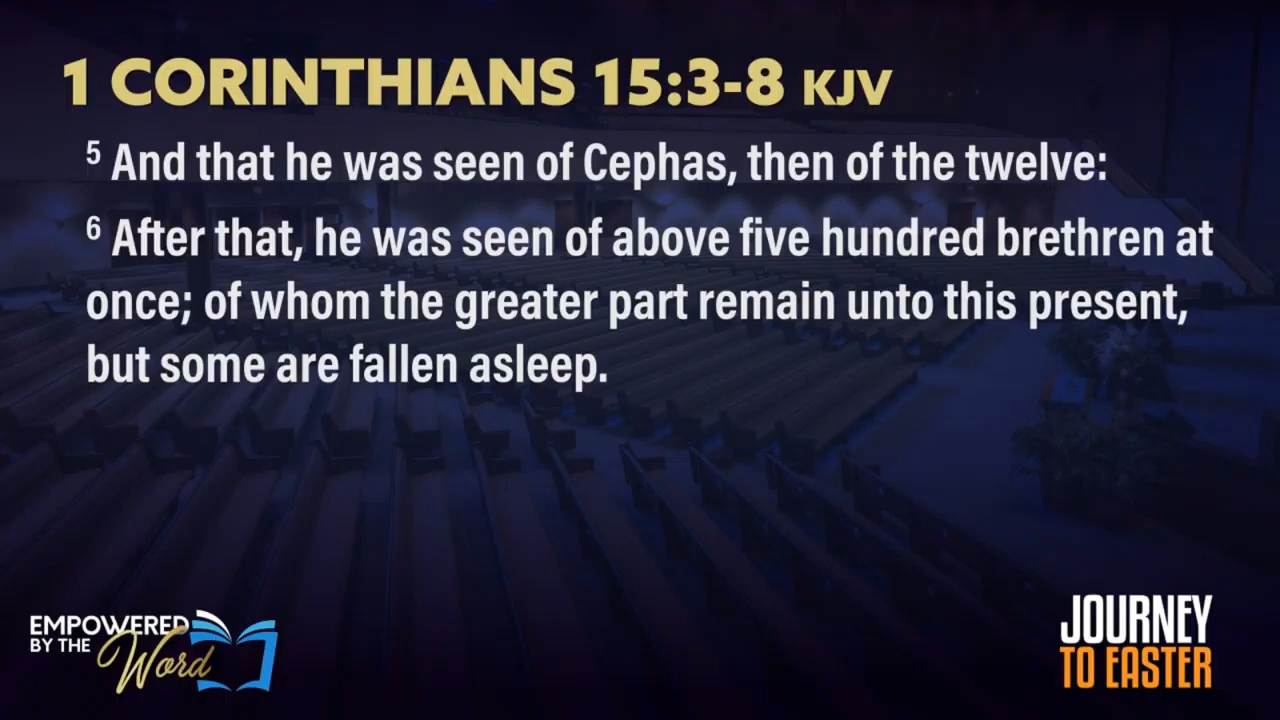 1 CORINTHIANS 15:3-8 KJV
5 And that he was seen of Cephas, then of the twelve:
6 After that, he was seen of above five hundred brethren at
once; of whom the greater part remain unto this present,
but some are fallen asleep.
EMPOWERED
BY THE
Word
JOURNEY
TO EASTER